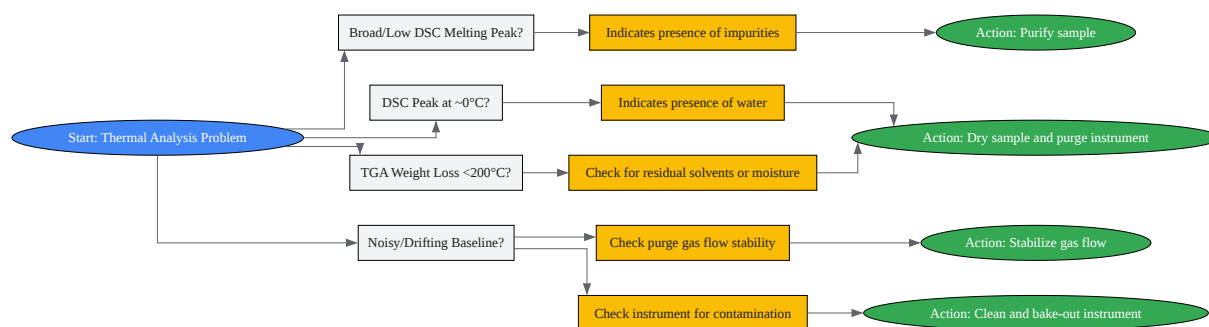 Broad/Low DSC Melting Peak?
Indicates presence of impurities
Action: Purify sample
DSC Peak at ~0°C?
Indicates presence of water
Start: Thermal Analysis Problem
Action: Dry sample and purge instrument
TGA Weight Loss <200°C?
Check for residual solvents or moisture
Noisy/Drifting Baseline?
Check purge gas flow stability
Action: Stabilize gas flow
Check instrument for contamination
Action: Clean and bake-out instrument